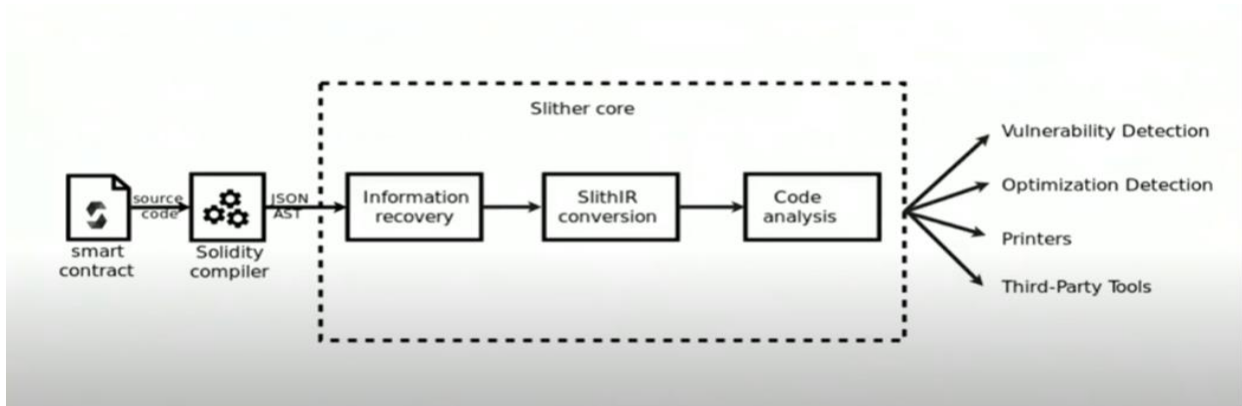 Slither core
smart
contract
source
code
Solidity
compiler
JSON
AST
Information
recovery
SlithIR
conversion
Code
analysis
Vulnerability Detection
Optimization Detection
Printers
Third-Party Tools